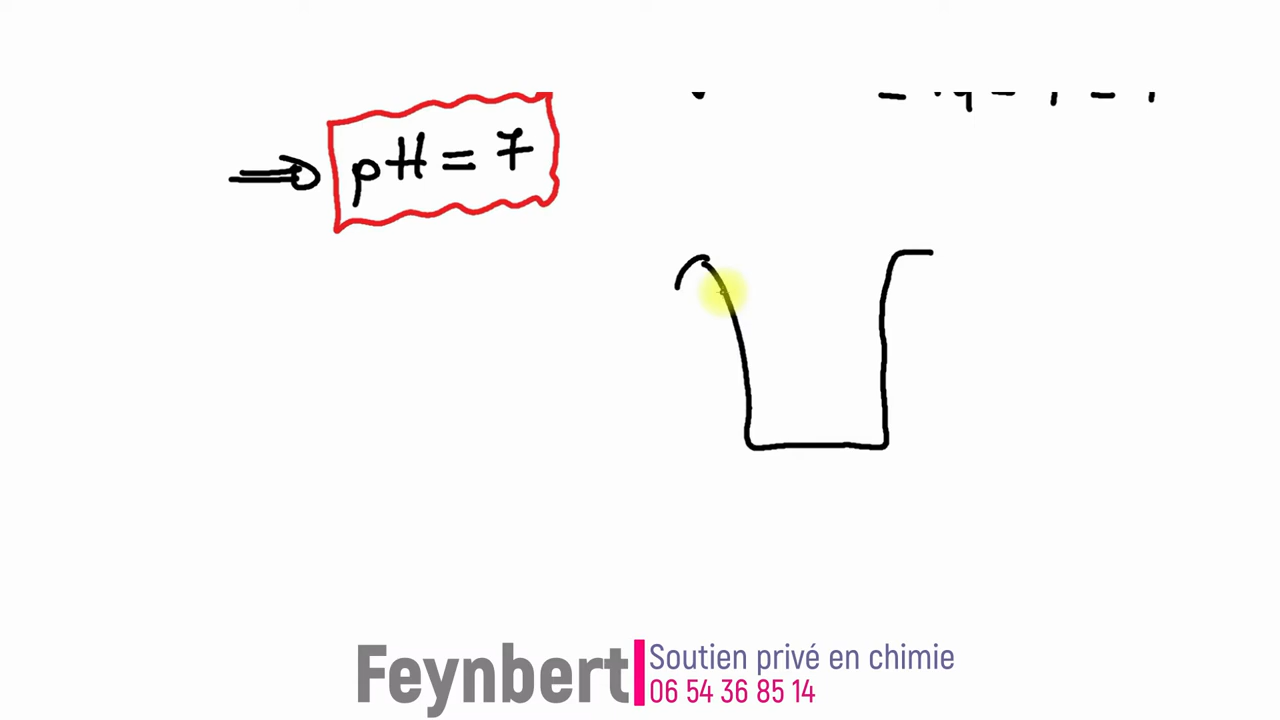 ⇒ pH = 7
Feynbert
Soutien privé en chimie
06 54 36 85 14